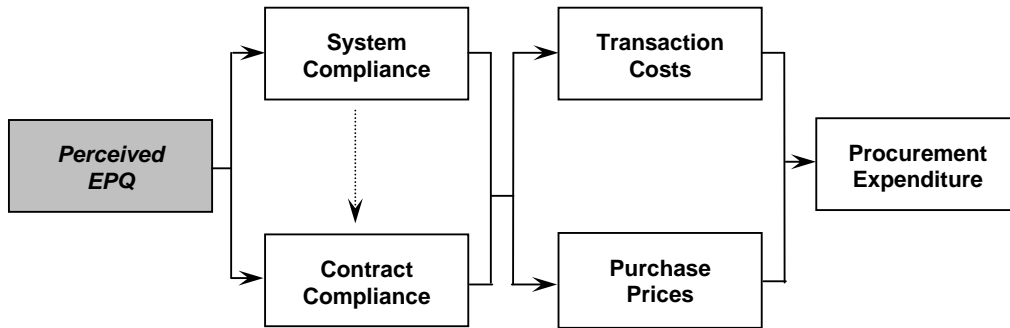 System
Compliance
Transaction
Costs
Perceived
EPQ
Procurement
Expenditure
Contract
Compliance
Purchase
Prices